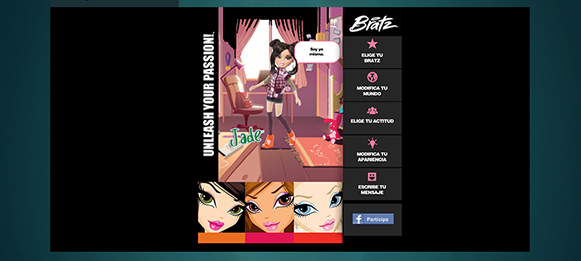 UNLEASH YOUR PASSION!
Soy yo
misma.
Jade
Bratz
ELIGE TU
BRATZ
MODIFICA TU
MUNDO
ELIGE TU ACTITUD
MODIFICA TU
APARIENCIA
ESCRIBE TU
MENSAJE
f Participa